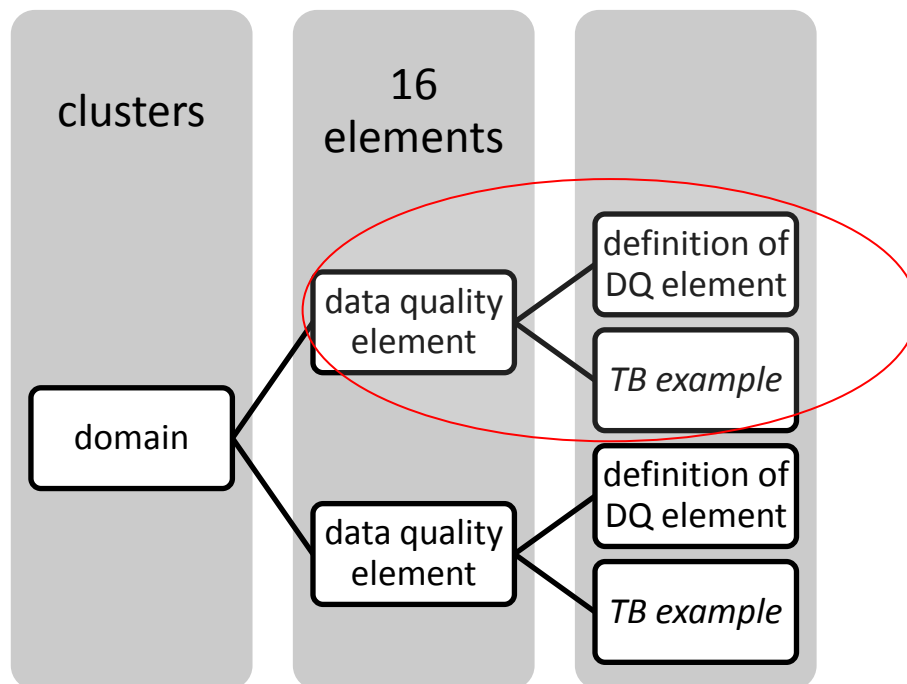 clusters
16
elements
definition of
DQ element
data quality
element
TB example
domain
definition of
DQ element
data quality
element
TB example